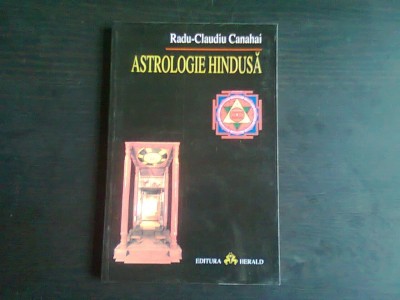 Radu-Claudiu Canahai
ASTROLOGIE HINDUSĂ
EDITURA HERALD